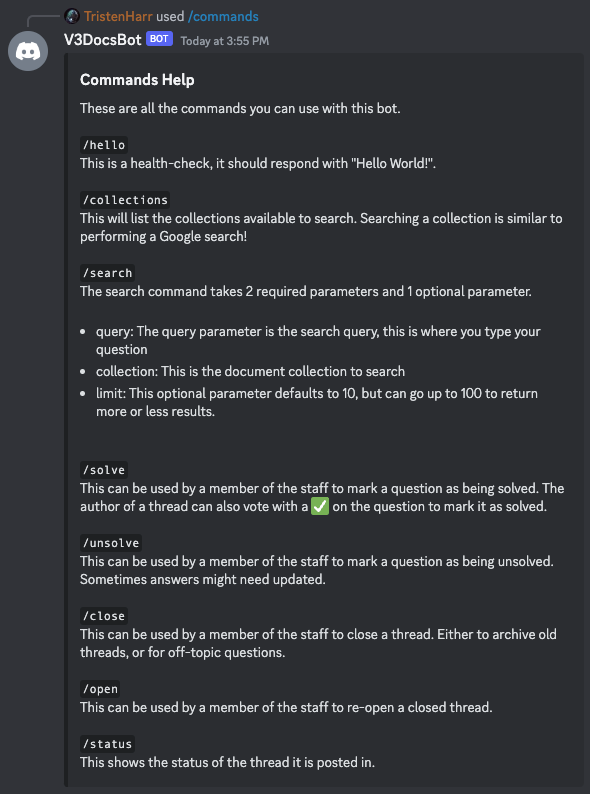 TristenHarr used /commands
V3DocsBot BOT Today at 3:55 PM
Commands Help
These are all the commands you can use with this bot.
/hello
This is a health-check, it should respond with "Hello World!".
/collections
This will list the collections available to search. Searching a collection is similar to
performing a Google search!
/search
The search command takes 2 required parameters and 1 optional parameter.
• query: The query parameter is the search query, this is where you type your
question
• collection: This is the document collection to search
• limit: This optional parameter defaults to 10, but can go up to 100 to return
more or less results.
/solve
This can be used by a member of the staff to mark a question as being solved. The
author of a thread can also vote with a ✅ on the question to mark it as solved.
/unsolve
This can be used by a member of the staff to mark a question as being unsolved.
Sometimes answers might need updated.
/close
This can be used by a member of the staff to close a thread. Either to archive old
threads, or for off-topic questions.
/open
This can be used by a member of the staff to re-open a closed thread.
/status
This shows the status of the thread it is posted in.